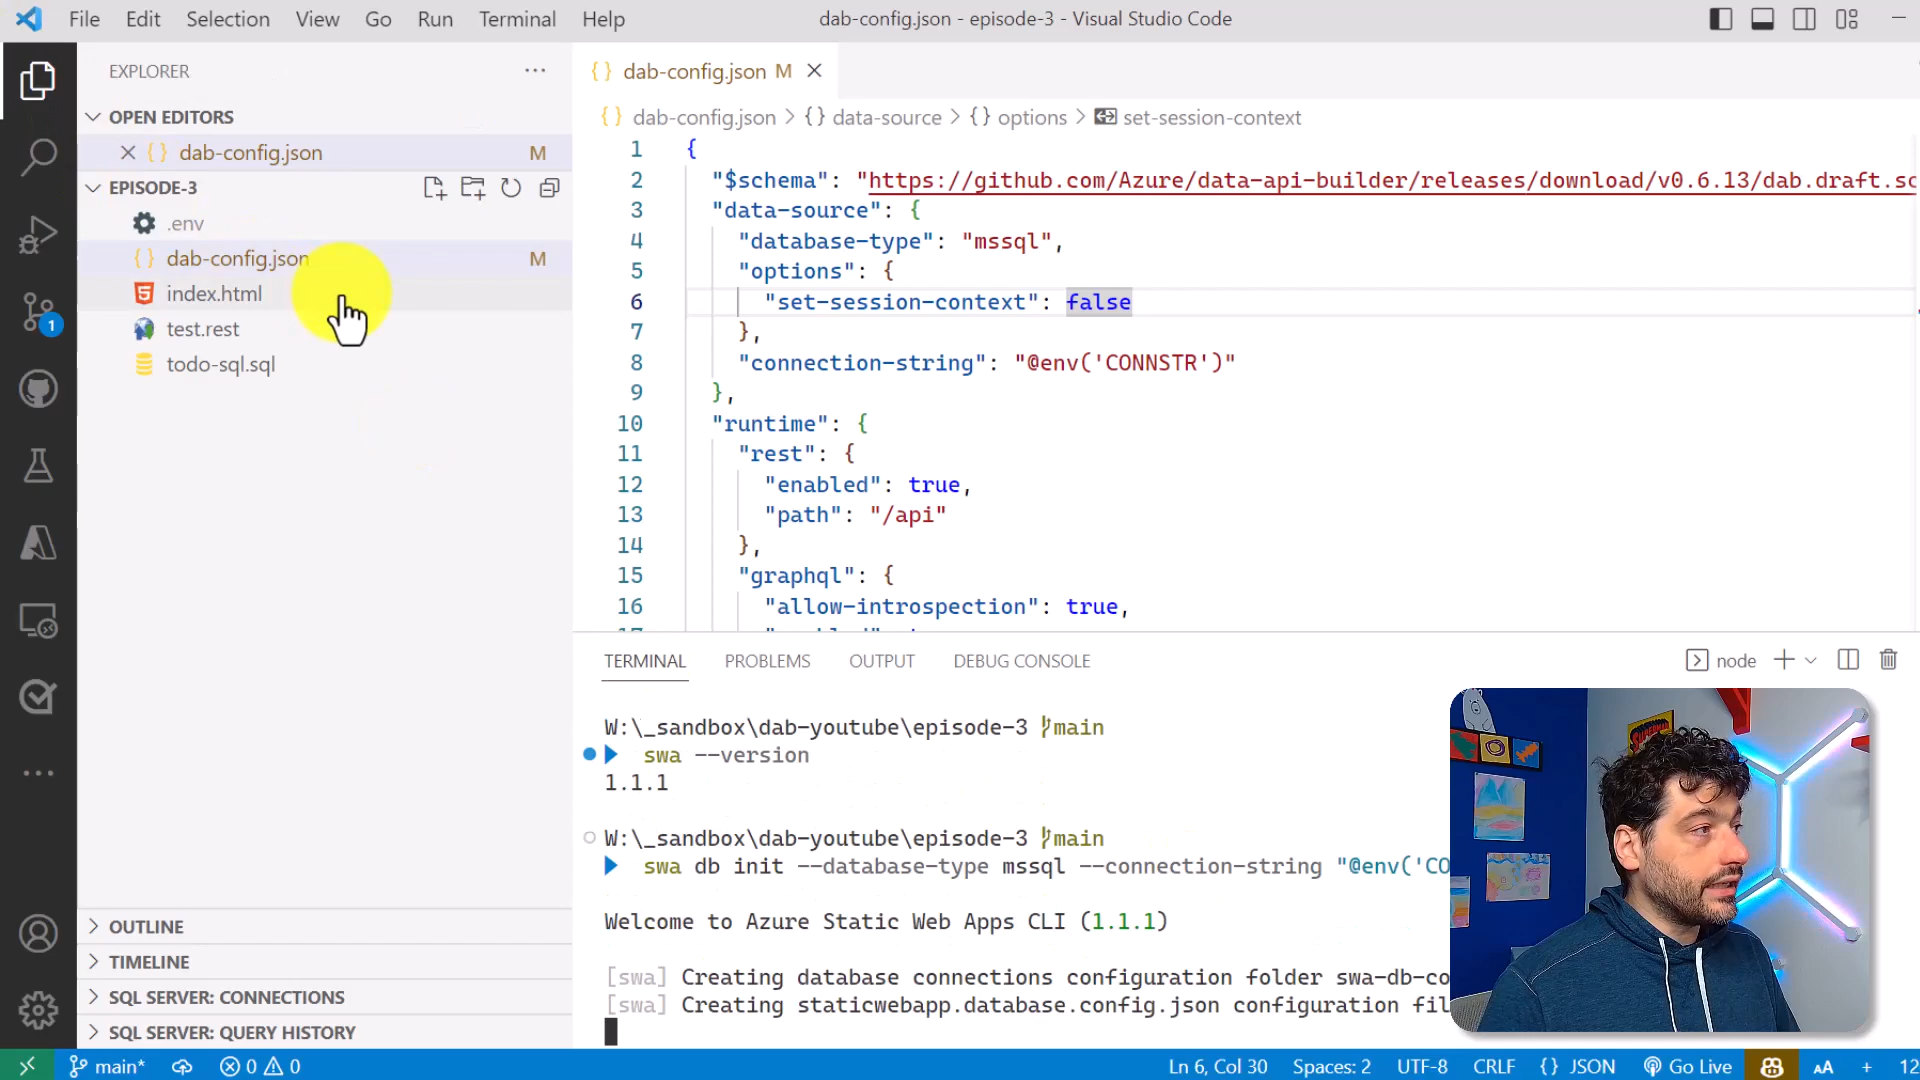 File Edit Selection View Go Run Terminal Help
dab-config.json - episode-3 - Visual Studio Code
EXPLORER
OPEN EDITORS
dab-config.json M
EPISODE-3
.env
dab-config.json M
index.html
test.rest
todo-sql.sql
1
OUTLINE
TIMELINE
SQL SERVER: CONNECTIONS
SQL SERVER: QUERY HISTORY
{} dab-config.json M
{} dab-config.json > {} data-source > {} options > set-session-context
1 {
2 "$schema": "https://github.com/Azure/data-api-builder/releases/download/v0.6.13/dab.draft.sc
3 "data-source": {
4 "database-type": "mssql",
5 "options": {
6 "set-session-context": false
7 },
8 "connection-string": "@env('CONNSTR')"
9 },
10 "runtime": {
11 "rest": {
12 "enabled": true,
13 "path": "/api"
14 },
15 "graphql": {
16 "allow-introspection": true,
TERMINAL PROBLEMS OUTPUT DEBUG CONSOLE
node
W:\_sandbox\dab-youtube\episode-3 main
swa --version
1.1.1
W:\_sandbox\dab-youtube\episode-3 main
swa db init --database-type mssql --connection-string "@env('CO
Welcome to Azure Static Web Apps CLI (1.1.1)
[swa] Creating database connections configuration folder swa-db-co
[swa] Creating staticwebapp.database.config.json configuration fil
SUPERMAN
main* 0 0
Ln 6, Col 30 Spaces: 2 UTF-8 CRLF {} JSON Go Live AA + 12